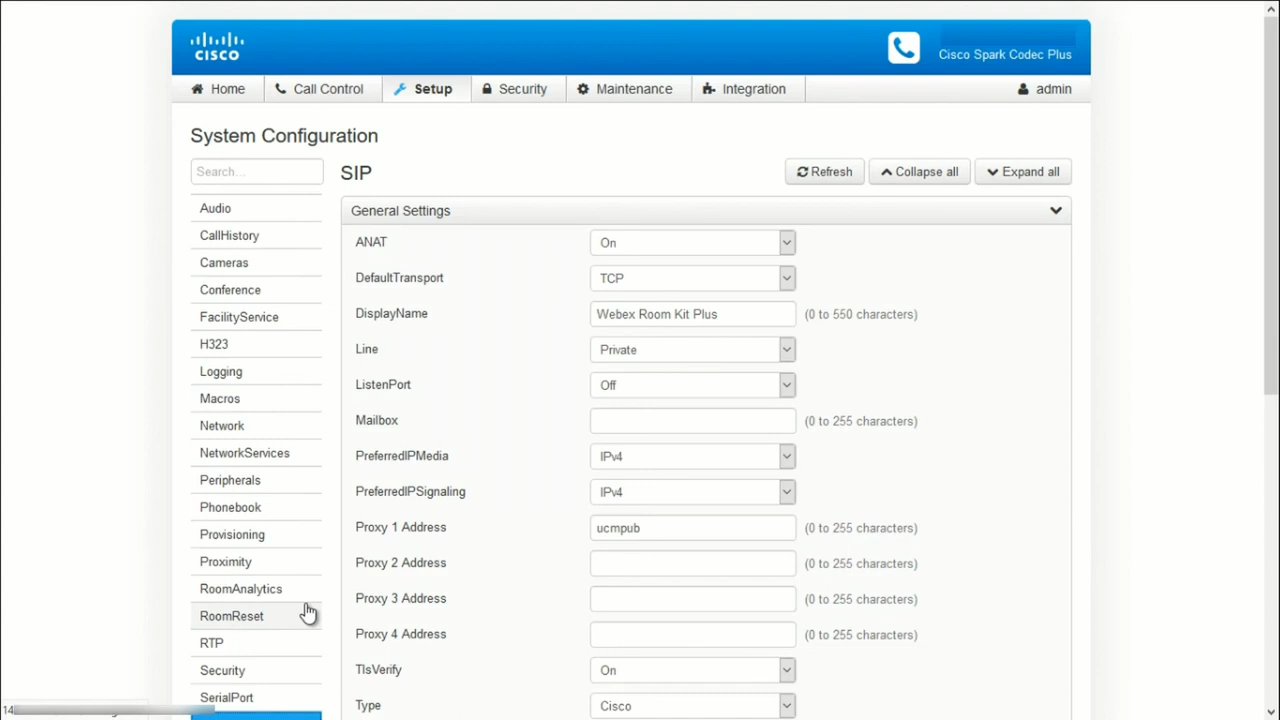 CISCO
Cisco Spark Codec Plus
Home Call Control Setup Security Maintenance Integration admin
System Configuration
Search...
SIP
Refresh Collapse all Expand all
Audio
CallHistory
Cameras
Conference
FacilityService
H323
Logging
Macros
Network
NetworkServices
Peripherals
Phonebook
Provisioning
Proximity
RoomAnalytics
RoomReset
RTP
Security
SerialPort
General Settings
ANAT On
DefaultTransport TCP
DisplayName Webex Room Kit Plus (0 to 550 characters)
Line Private
ListenPort Off
Mailbox (0 to 255 characters)
PreferredIPMedia IPv4
PreferredIPSignaling IPv4
Proxy 1 Address ucmpub (0 to 255 characters)
Proxy 2 Address (0 to 255 characters)
Proxy 3 Address (0 to 255 characters)
Proxy 4 Address (0 to 255 characters)
TlsVerify On
Type Cisco
14